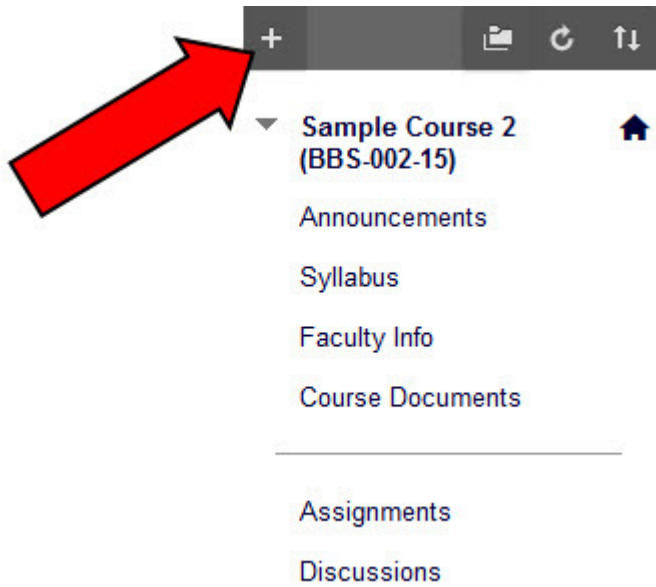 Sample Course 2
(BBS-002-15)
Announcements
Syllabus
Faculty Info
Course Documents
Assignments
Discussions